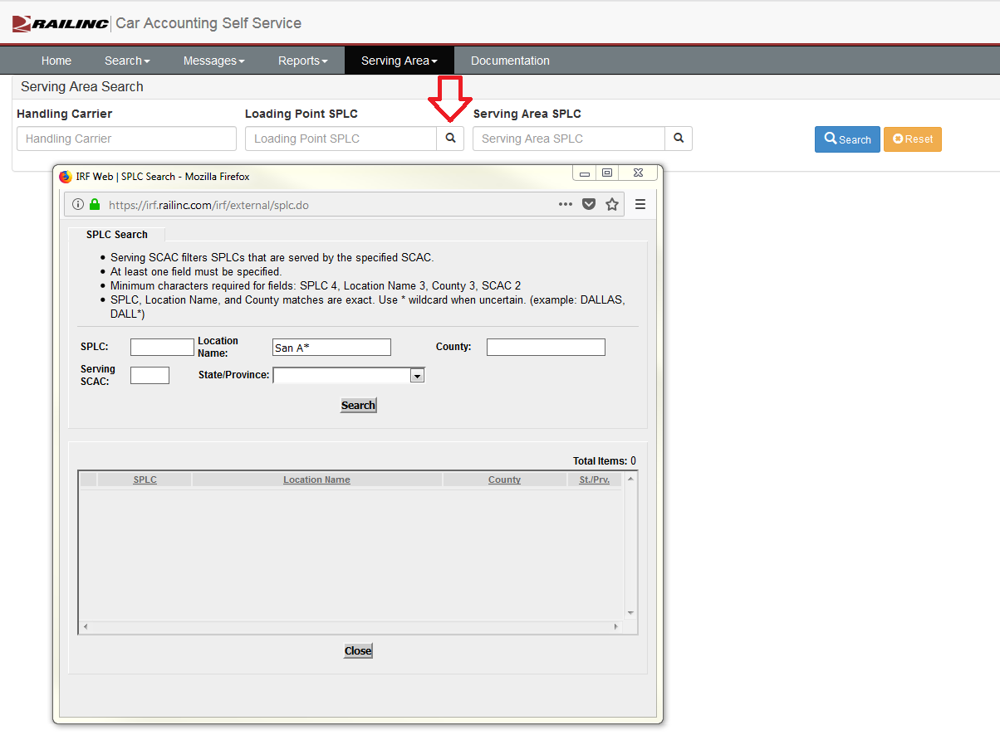 RAILINC Car Accounting Self Service
Home Search Messages Reports Serving Area Documentation
Serving Area Search
Handling Carrier Loading Point SPLC Serving Area SPLC
Handling Carrier Loading Point SPLC Serving Area SPLC Search Reset
IRF Web | SPLC Search - Mozilla Firefox
https://irf.railinc.com/irf/external/splc.do
SPLC Search
• Serving SCAC filters SPLCs that are served by the specified SCAC.
• At least one field must be specified.
• Minimum characters required for fields: SPLC 4, Location Name 3, County 3, SCAC 2
• SPLC, Location Name, and County matches are exact. Use * wildcard when uncertain. (example: DALLAS,
DALL*)
SPLC: Location
Name: San A* County:
Serving
SCAC: State/Province:
Search
Total Items: 0
SPLC Location Name County St./Prv.
Close